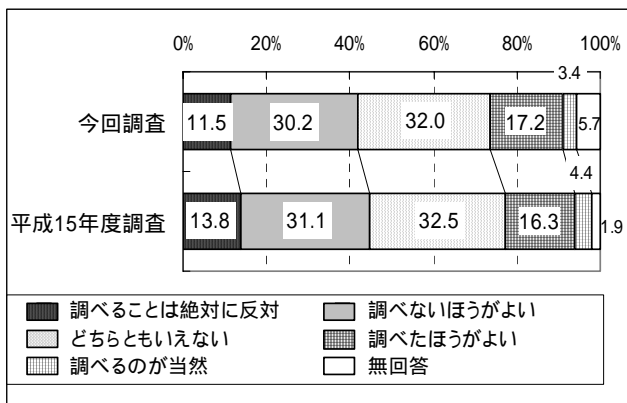 0% 20% 40% 60% 80% 100%
3.4
今回調査 11.5 30.2 32.0 17.2 5.7
4.4
平成15年度調査 13.8 31.1 32.5 16.3 1.9
調べることは絶対に反対 調べないほうがよい
どちらともいえない 調べたほうがよい
調べるのが当然 無回答